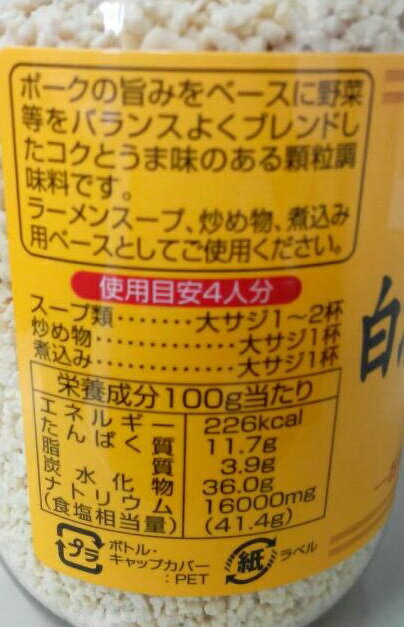 ポークの旨みをベースに野菜
等をバランスよくブレンドし
たコクとうま味のある顆粒調
味料です。
ラーメンスープ、炒め物、煮込み
用ベースとしてご使用ください。
使用目安4人分
スープ類・・・・・・・・大サジ1〜2杯
炒め物・・・・・・・・・・・・・大サジ1杯
煮込み・・・・・・・・・・・・・大サジ1杯
栄養成分100g当たり
エネルギー 226kcal
たんぱく質 11.7g
脂質 3.9g
炭水化物 36.0g
ナトリウム 16000mg
(食塩相当量) (41.4g)
プラ ボトル・
キャップカバー
:PET
紙 ラベル
白